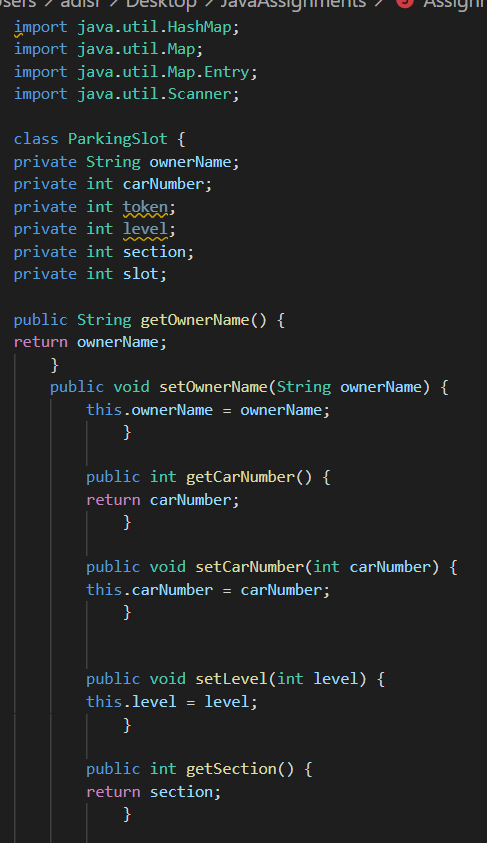 adisr > Desktop > JavaAssignments >
import java.util.HashMap;
import java.util.Map;
import java.util.Map.Entry;
import java.util.Scanner;
class ParkingSlot {
private String ownerName;
private int carNumber;
private int token;
private int level;
private int section;
private int slot;
public String getOwnerName() {
return ownerName;
}
public void setOwnerName(String ownerName) {
this.ownerName = ownerName;
}
public int getCarNumber() {
return carNumber;
}
public void setCarNumber(int carNumber) {
this.carNumber = carNumber;
}
public void setLevel(int level) {
this.level = level;
}
public int getSection() {
return section;
}